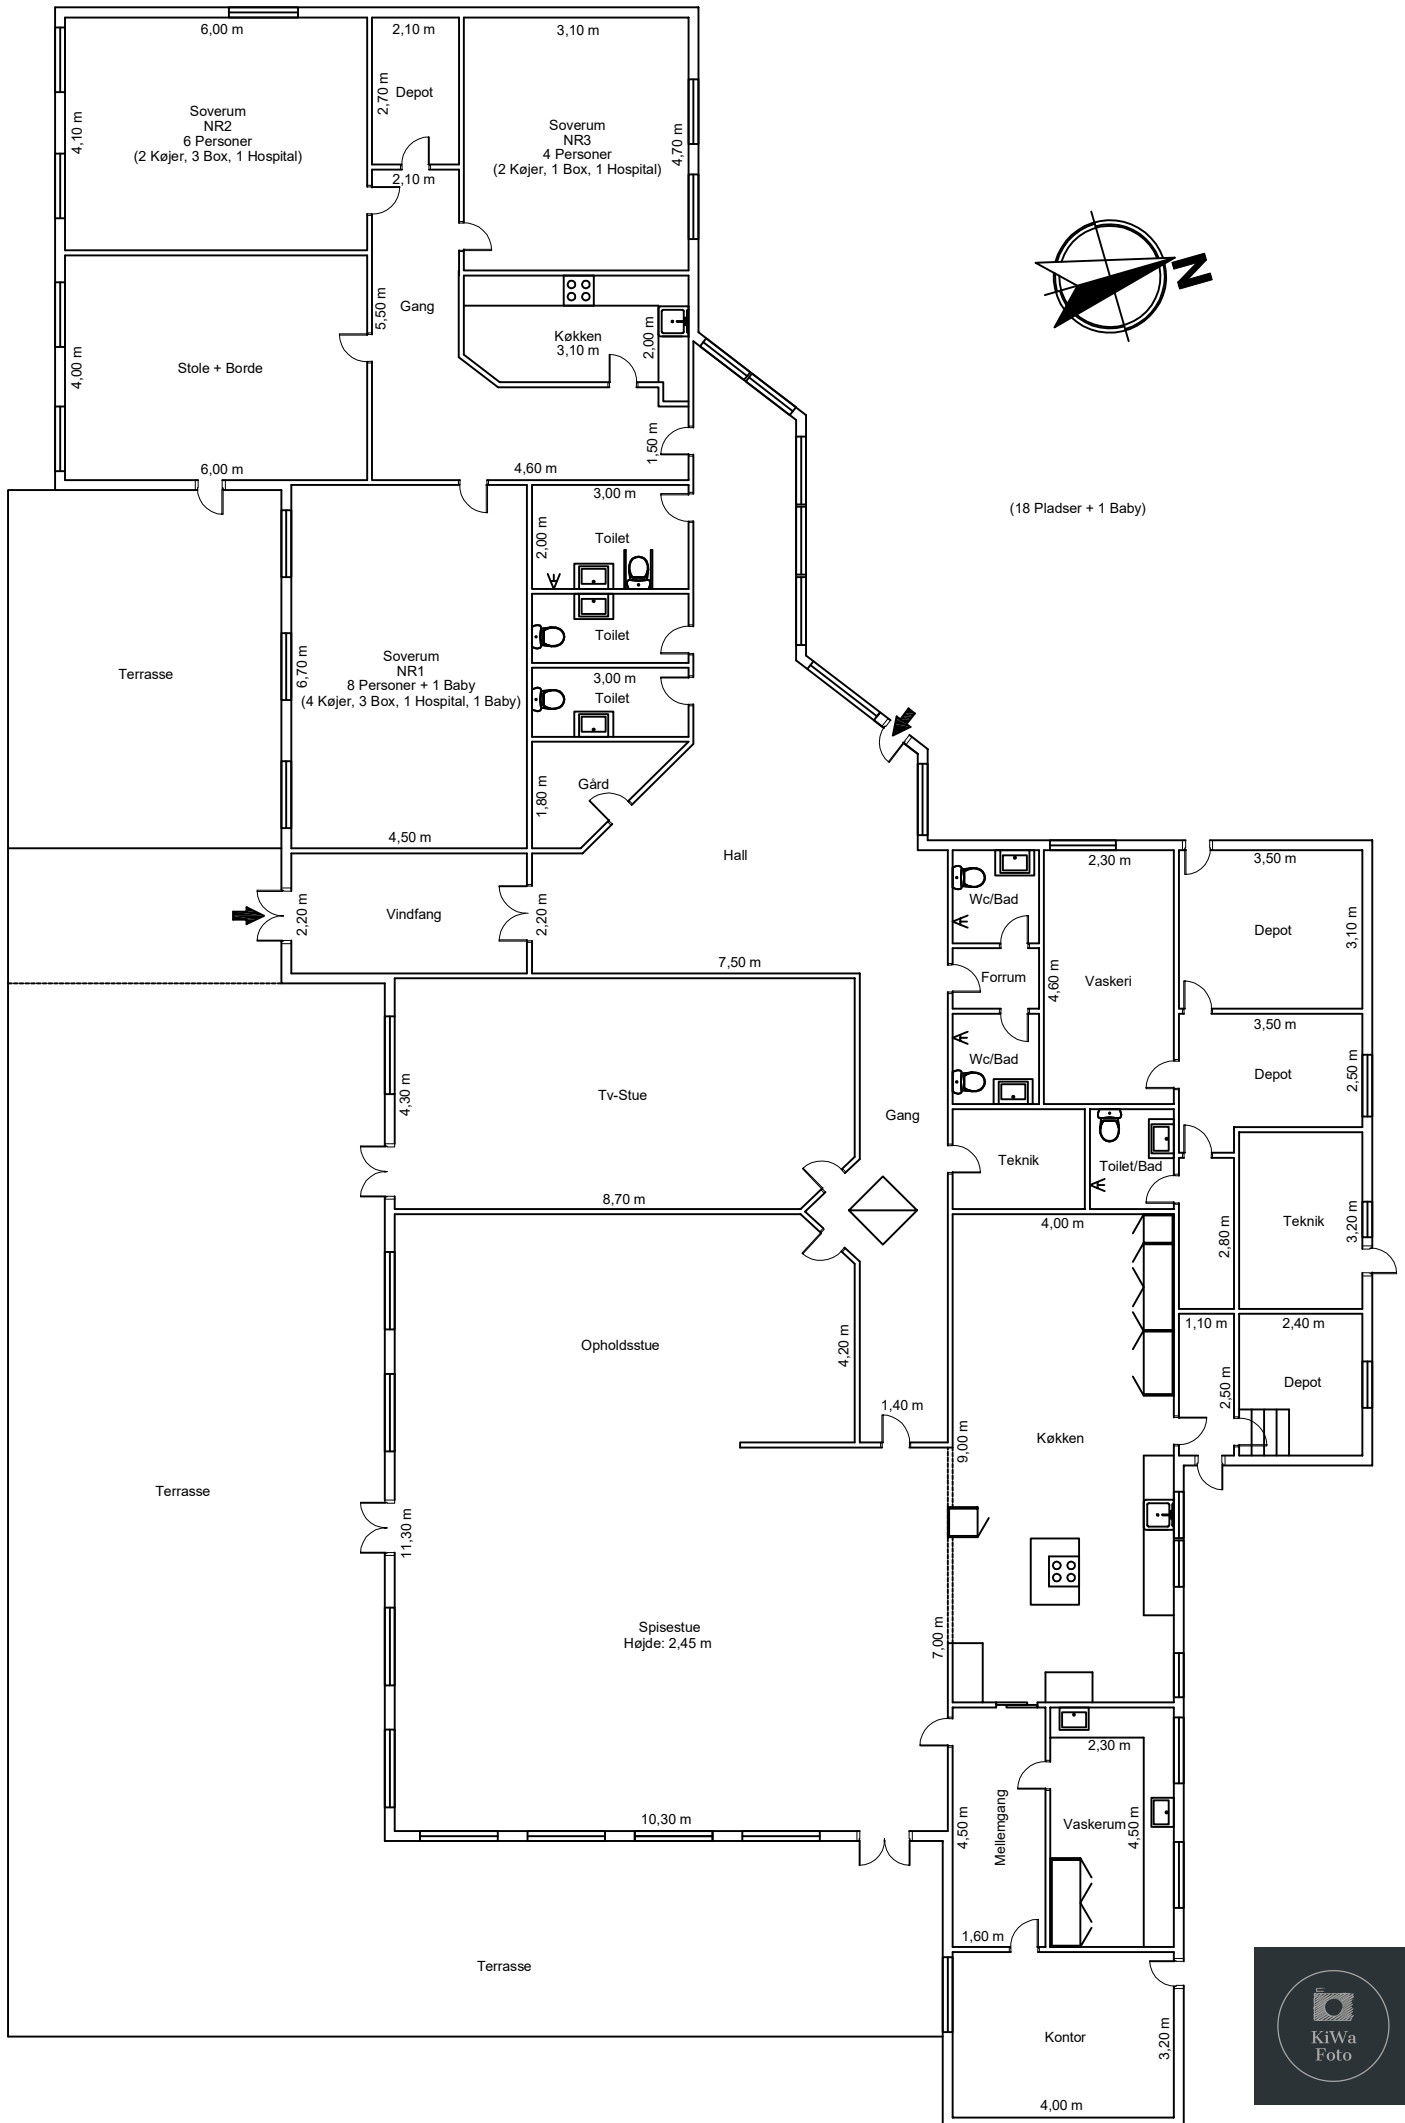 6,00 m
2,10 m
3,10 m
Soverum
NR2
6 Personer
(2 Køjer, 3 Box, 1 Hospital)
4,10 m
2,70 m
Depot
Soverum
NR3
4 Personer
(2 Køjer, 1 Box, 1 Hospital)
4,70 m
2,10 m
N
5,50 m
Gang
Køkken
3,10 m
2,00 m
4,00 m
Stole + Borde
6,00 m
4,60 m
1,50 m
3,00 m
2,00 m
Toilet
(18 Pladser + 1 Baby)
Toilet
Terrasse
6,70 m
Soverum
NR1
8 Personer + 1 Baby
(4 Køjer, 3 Box, 1 Hospital, 1 Baby)
3,00 m
Toilet
1,80 m
Gård
4,50 m
Hall
2,20 m
Vindfang
2,20 m
7,50 m
Wc/Bad
2,30 m
3,50 m
Depot
3,10 m
Forrum
4,60 m
Vaskeri
3,50 m
Depot
2,50 m
Wc/Bad
4,30 m
Tv-Stue
Gang
8,70 m
Teknik
Toilet/Bad
4,00 m
2,80 m
Teknik
3,20 m
Opholdsstue
4,20 m
1,10 m
2,40 m
Depot
2,50 m
1,40 m
9,00 m
Køkken
Terrasse
11,30 m
Spisestue
Højde: 2,45 m
7,00 m
10,30 m
2,30 m
4,50 m
Mellemgang
Vaskerum
4,50 m
1,60 m
Terrasse
Kontor
3,20 m
4,00 m
KiWa
Foto